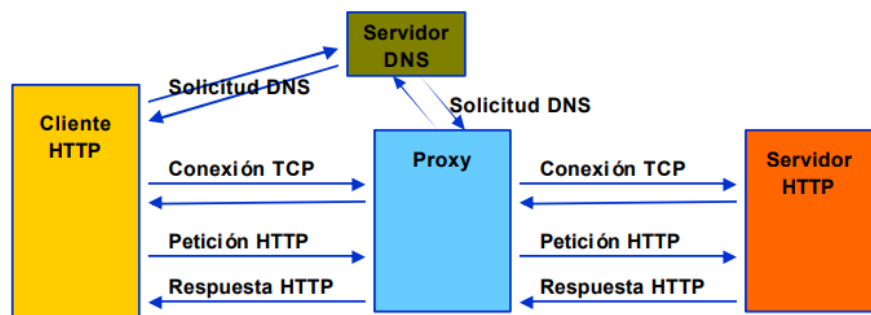 Servidor
DNS
Solicitud DNS
Solicitud DNS
Cliente
HTTP
Proxy
Servidor
HTTP
Conexión TCP
Conexión TCP
Petición HTTP
Petición HTTP
Respuesta HTTP
Respuesta HTTP